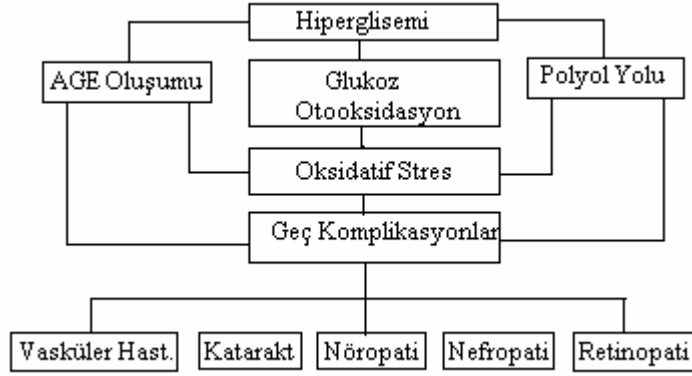 Hiperglisemi
AGE Oluşumu
Glukoz
Otooksidasyon
Polyol Yolu
Oksidatif Stres
Geç Komplikasyonlar
Vasküler Hast.
Katarakt
Nöropati
Nefropati
Retinopati